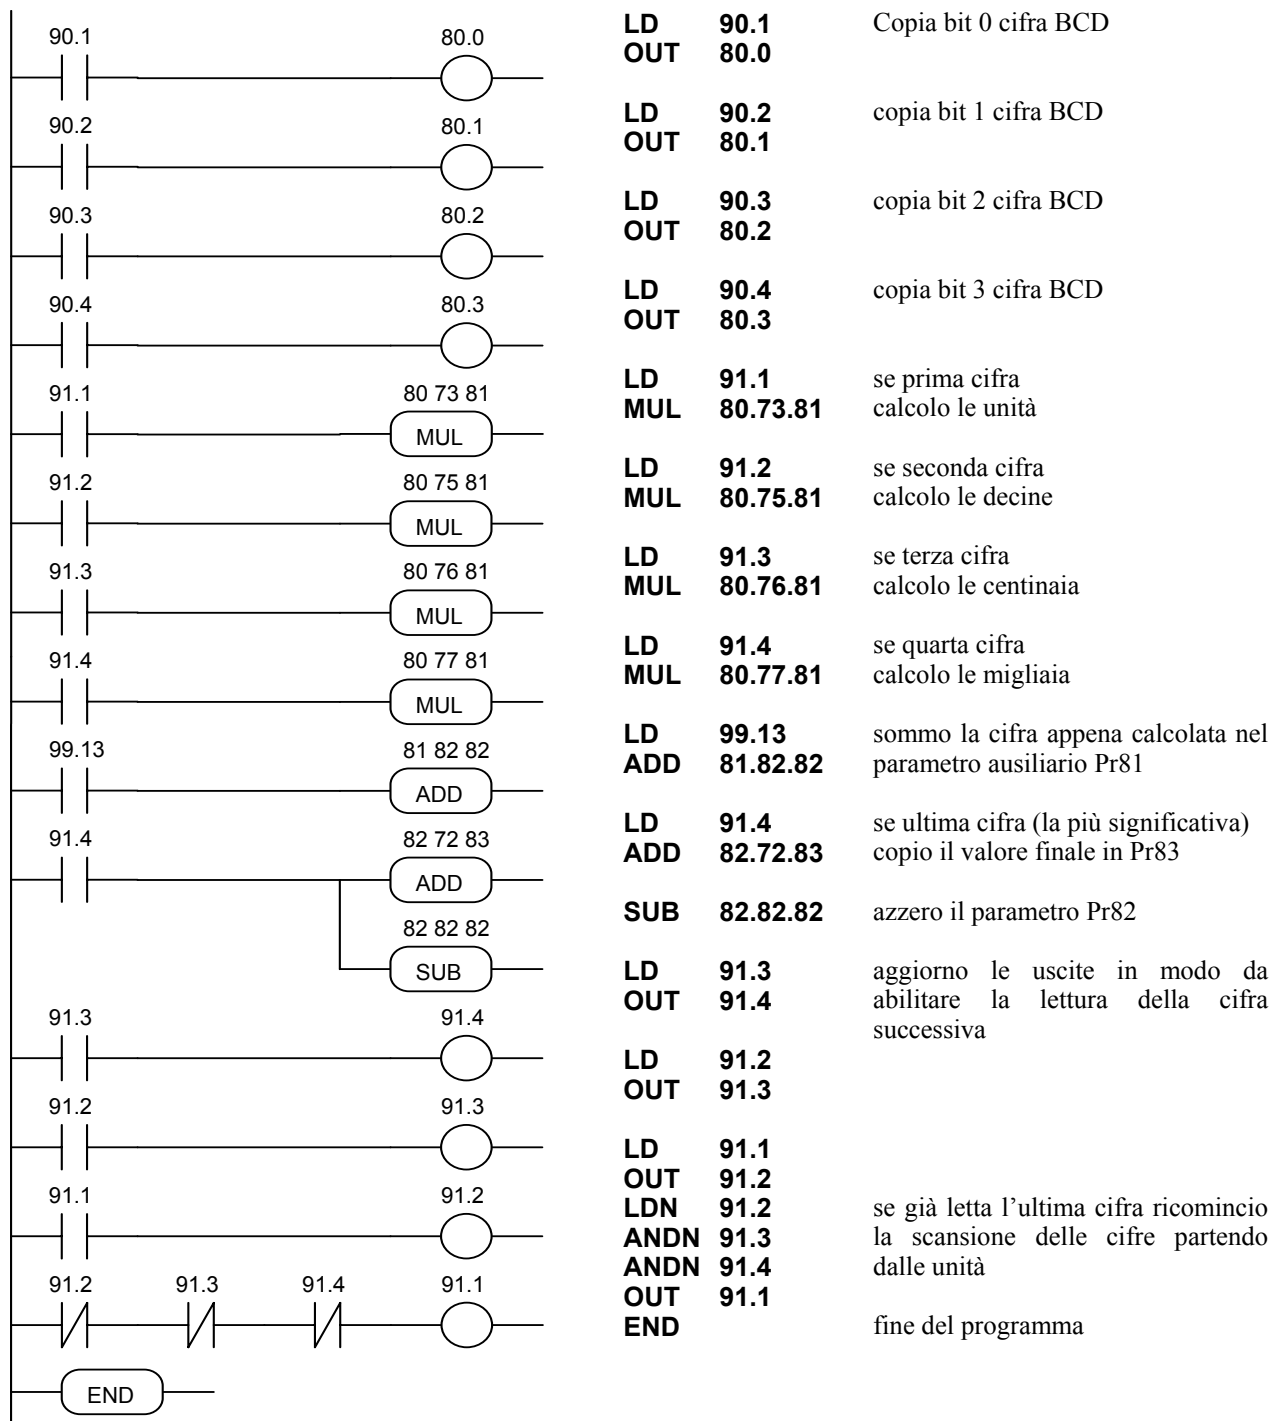 90.1 80.0
90.2 80.1
90.3 80.2
90.4 80.3
91.1 80 73 81
MUL
91.2 80 75 81
MUL
91.3 80 76 81
MUL
91.4 80 77 81
MUL
99.13 81 82 82
ADD
91.4 82 72 83
ADD
82 82 82
SUB
91.3 91.4
91.2 91.3
91.1 91.2
91.2 91.3 91.4 91.1
END
LD 90.1 Copia bit 0 cifra BCD
OUT 80.0
LD 90.2 copia bit 1 cifra BCD
OUT 80.1
LD 90.3 copia bit 2 cifra BCD
OUT 80.2
LD 90.4 copia bit 3 cifra BCD
OUT 80.3
LD 91.1 se prima cifra
MUL 80.73.81 calcolo le unità
LD 91.2 se seconda cifra
MUL 80.75.81 calcolo le decine
LD 91.3 se terza cifra
MUL 80.76.81 calcolo le centinaia
LD 91.4 se quarta cifra
MUL 80.77.81 calcolo le migliaia
LD 99.13 sommo la cifra appena calcolata nel
ADD 81.82.82 parametro ausiliario Pr81
LD 91.4 se ultima cifra (la più significativa)
ADD 82.72.83 copio il valore finale in Pr83
SUB 82.82.82 azzero il parametro Pr82
LD 91.3 aggiorno le uscite in modo da
OUT 91.4 abilitare la lettura della cifra
successiva
LD 91.2
OUT 91.3
LD 91.1
OUT 91.2
LDN 91.2 se già letta l’ultima cifra ricomincio
ANDN 91.3 la scansione delle cifre partendo
ANDN 91.4 dalle unità
OUT 91.1
END fine del programma